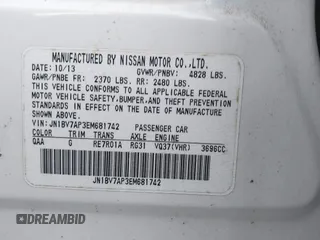 MANUFACTURED BY NISSAN MOTOR CO.,LTD.
DATE: 10/13 GVWR/PNBV: 4828 LBS.
GAWR/PNBE FR: 2370 LBS. RR: 2480 LBS.
THIS VEHICLE CONFORMS TO ALL APPLICABLE FEDERAL
MOTOR VEHICLE SAFETY, BUMPER, AND THEFT PREVENTION
STANDARDS IN EFFECT ON THE DATE OF MANUFACTURE
SHOWN ABOVE.
VIN: JN1BV7AP3EM681742 PASSENGER CAR
COLOR TRIM TRANS AXLE ENGINE
QAA G RE7R01A RG31 VQ37(VHR) 3696CC
JN1BV7AP3EM681742
DREAMBID